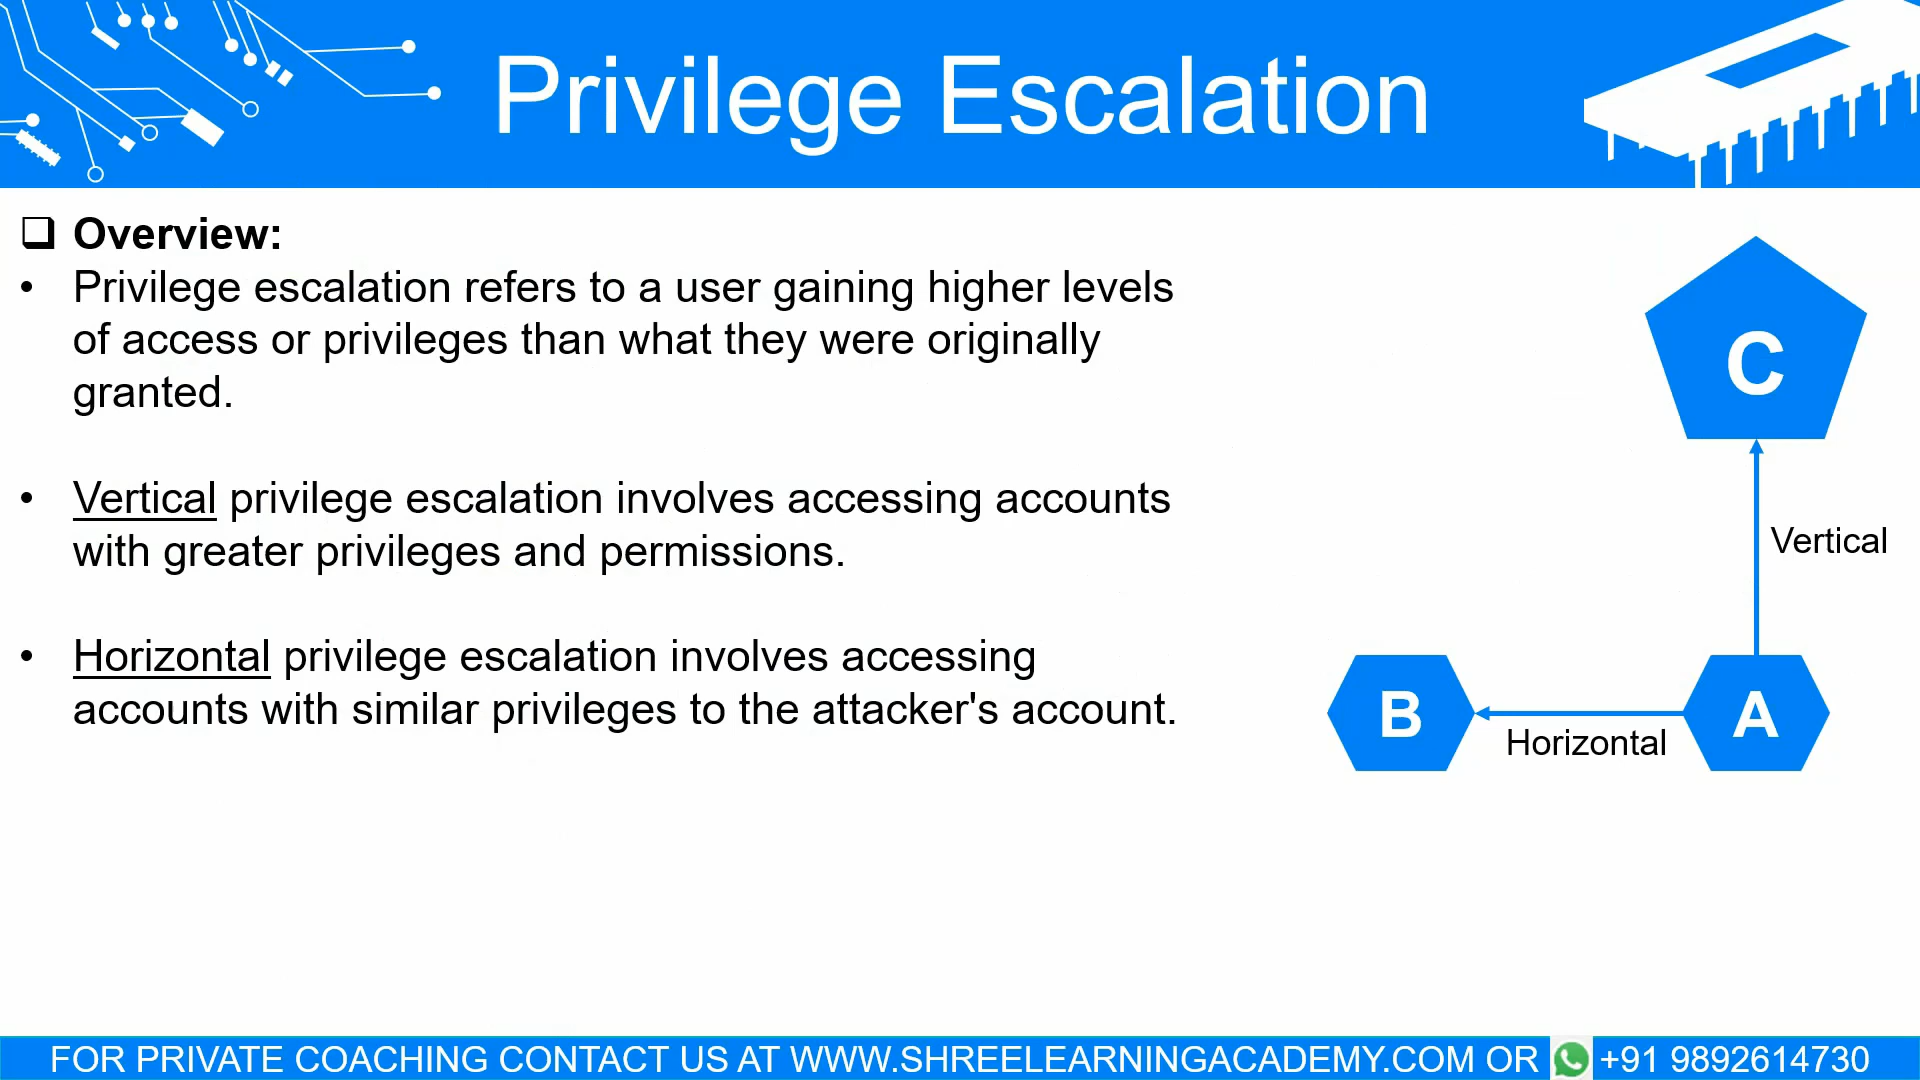 Privilege Escalation
❑ Overview:
• Privilege escalation refers to a user gaining higher levels
of access or privileges than what they were originally
granted.
• Vertical privilege escalation involves accessing accounts
with greater privileges and permissions.
• Horizontal privilege escalation involves accessing
accounts with similar privileges to the attacker's account.
C
Vertical
B
Horizontal
A
FOR PRIVATE COACHING CONTACT US AT WWW.SHREELEARNINGACADEMY.COM OR +91 9892614730